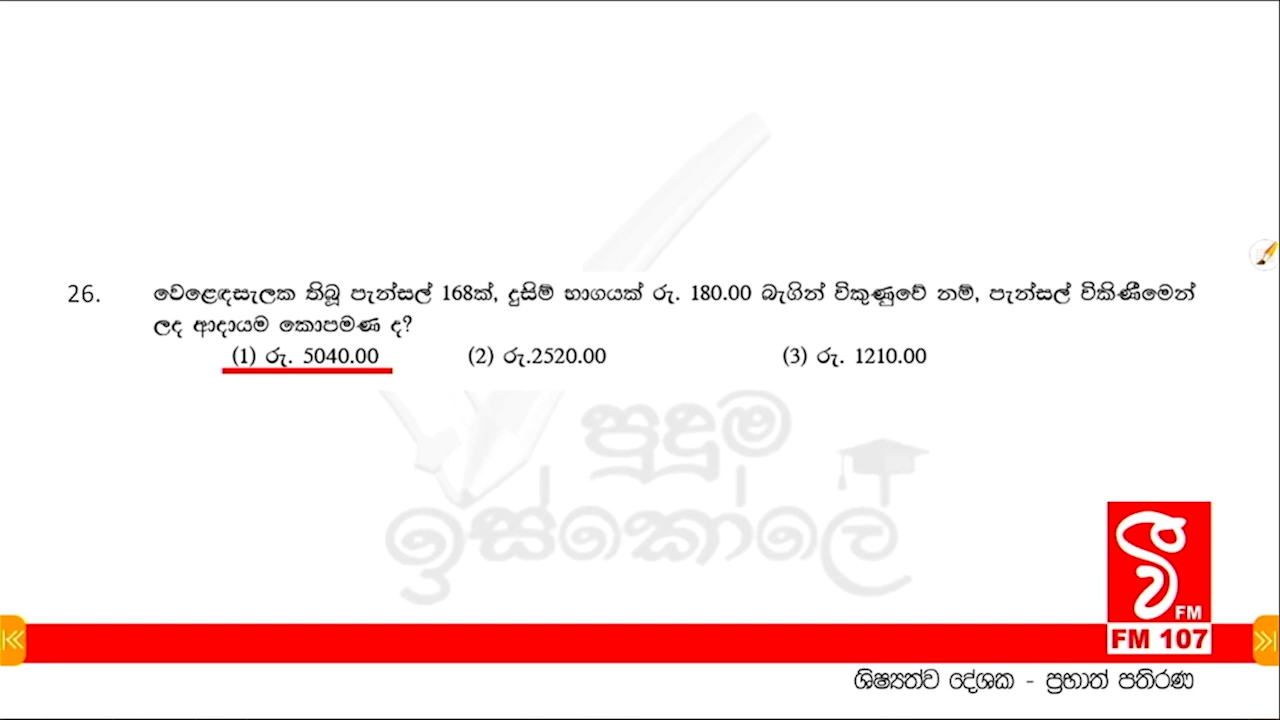 26. වෙළෙඳසැලක තිබූ පැන්සල් 168ක්, දුසිම් භාගයක් රු. 180.00 බැගින් විකුණුවේ නම්, පැන්සල් විකිණීමෙන්
ලද ආදායම කොපමණ ද?
(1) රු. 5040.00 (2) රු.2520.00 (3) රු. 1210.00
පුදුම
ඉස්කෝලේ
වී
FM
FM 107
ශිෂ්‍යත්ව දේශක - ප්‍රභාත් පතිරණ